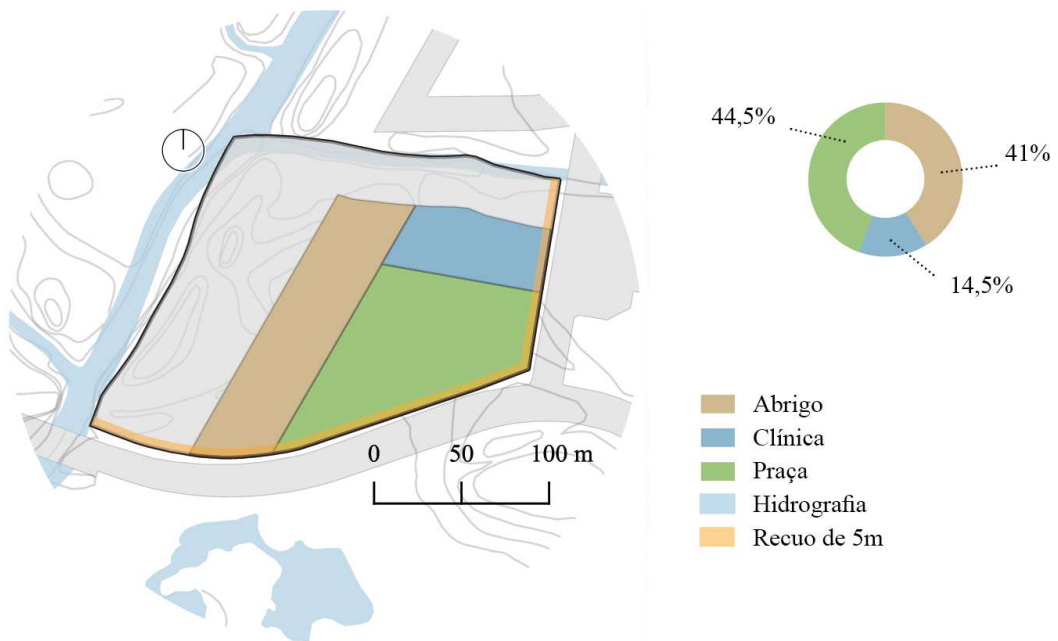 44,5%
41%
14,5%
0 50 100 m
Abrigo
Clínica
Praça
Hidrografia
Recuo de 5m